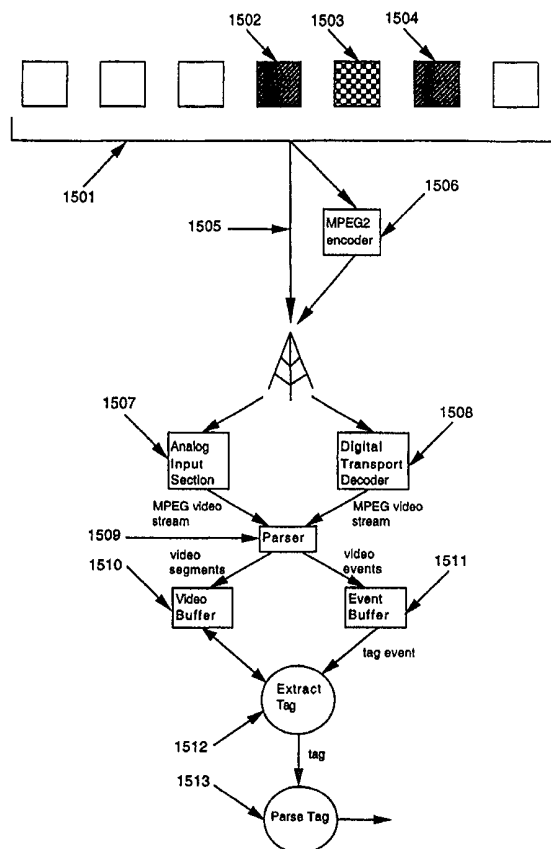 1502
1503
1504
1501
1505
1506
MPEG2
encoder
1507
1508
Analog
Input
Section
Digital
Transport
Decoder
MPEG video
stream
MPEG video
stream
1509
Parser
video
segments
video
events
1510
1511
Video
Buffer
Event
Buffer
tag event
Extract
Tag
1512
tag
1513
Parse Tag